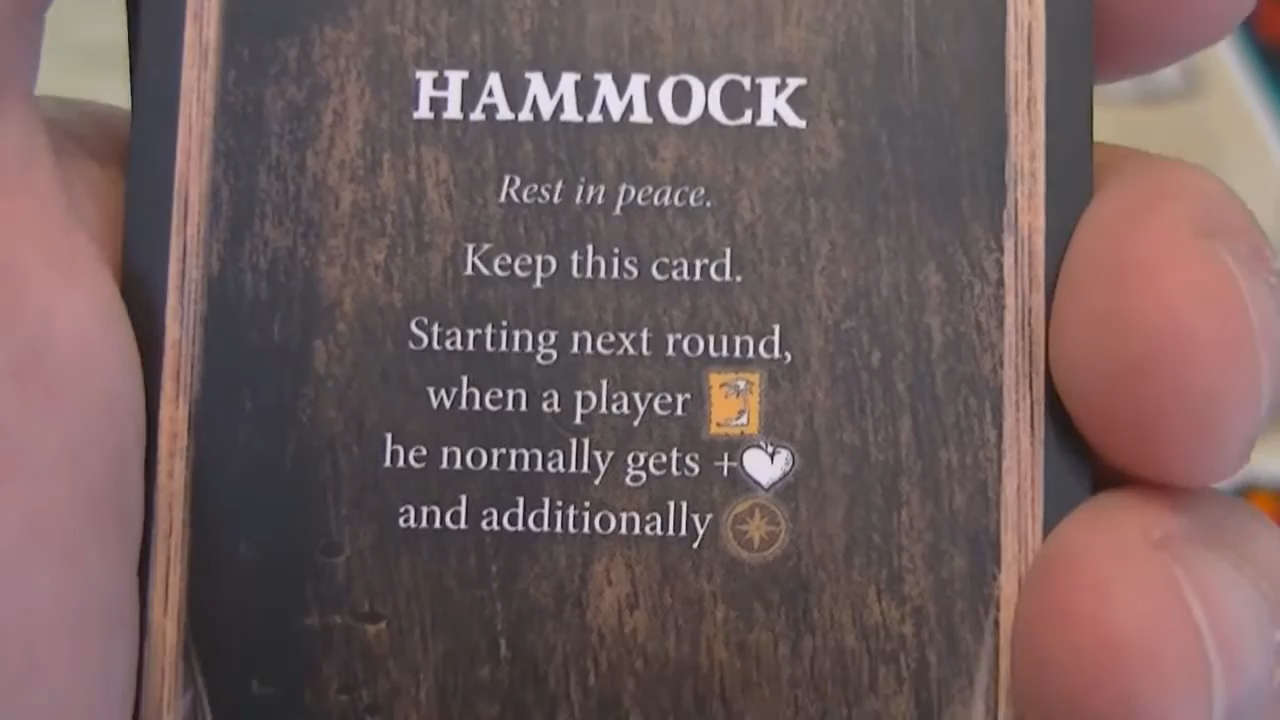 HAMMOCK
Rest in peace.
Keep this card.
Starting next round,
when a player
he normally gets +
and additionally